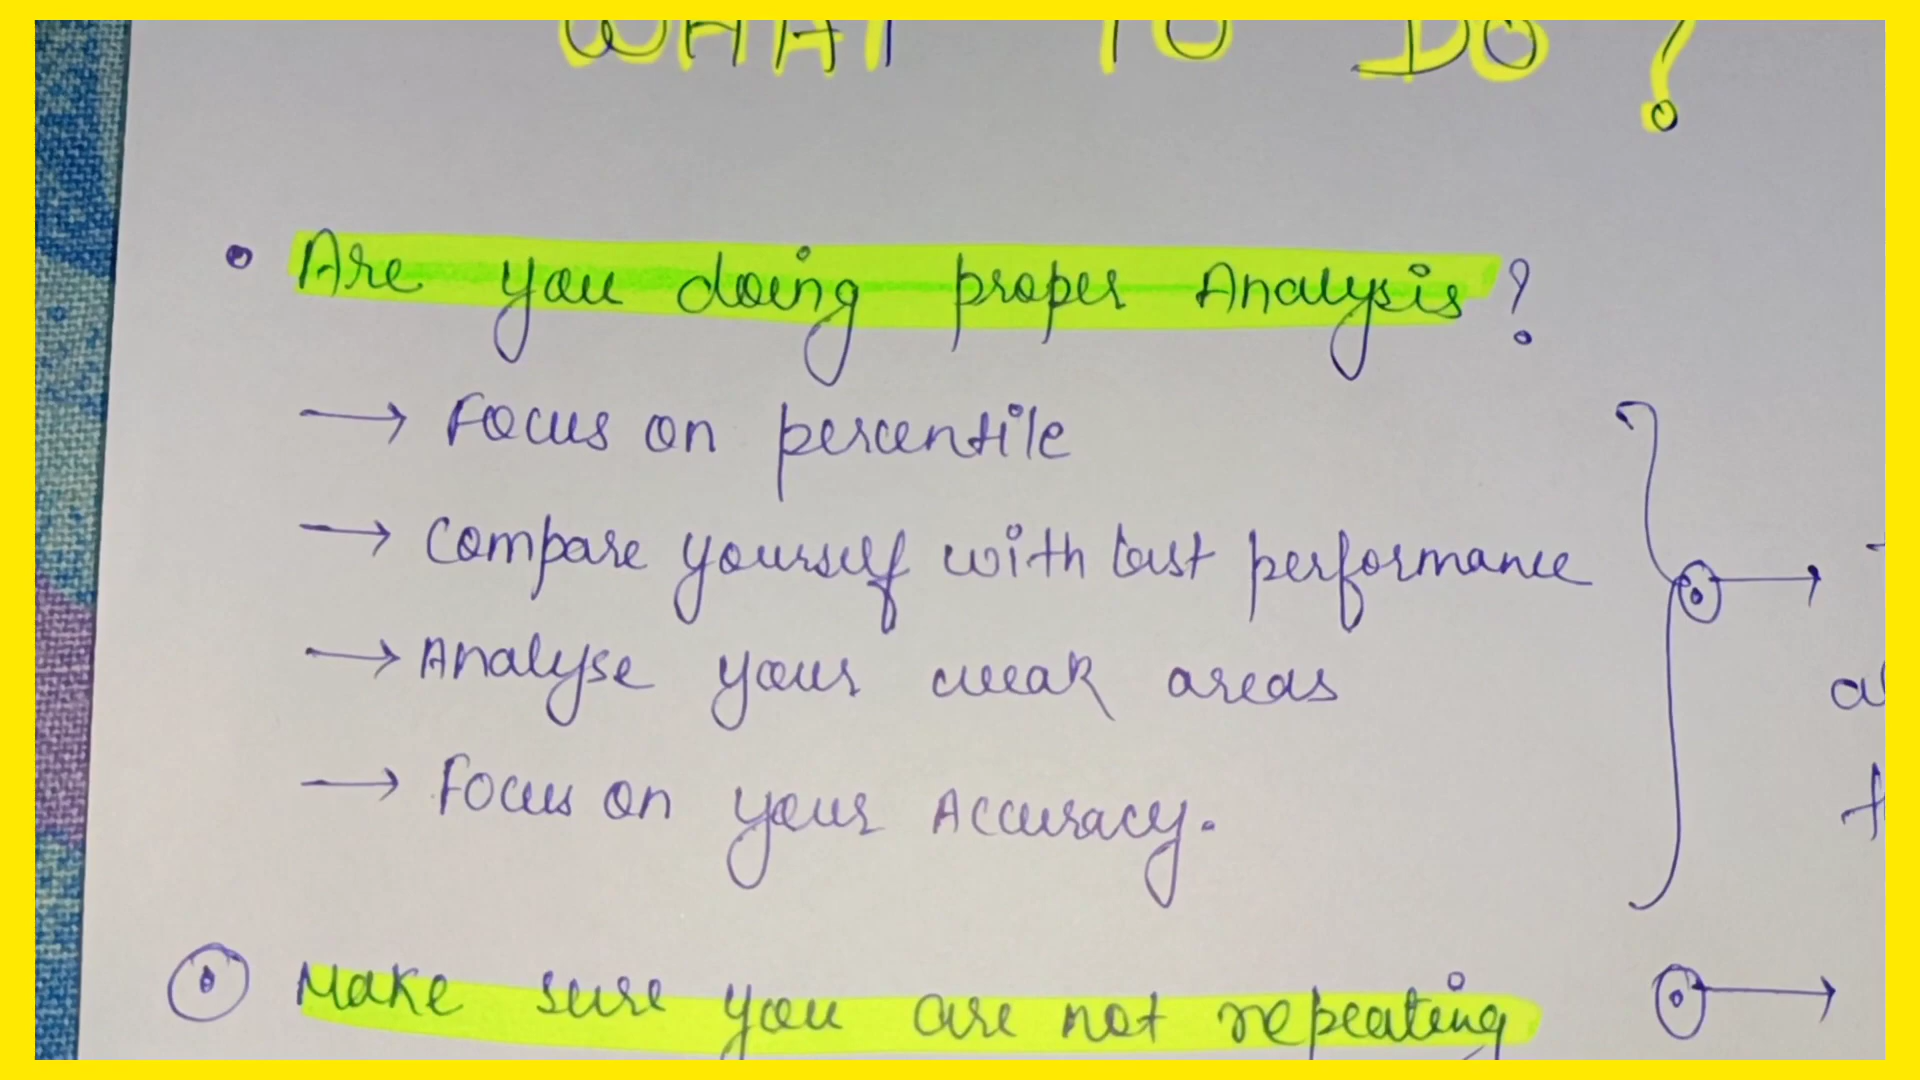 WHAT TO DO?
• Are you doing proper Analysis?
→ Focus on percentile
→ Compare yourself with last performance
→ Analyse your weak areas
→ Focus on your Accuracy.
Make sure you are not repeating